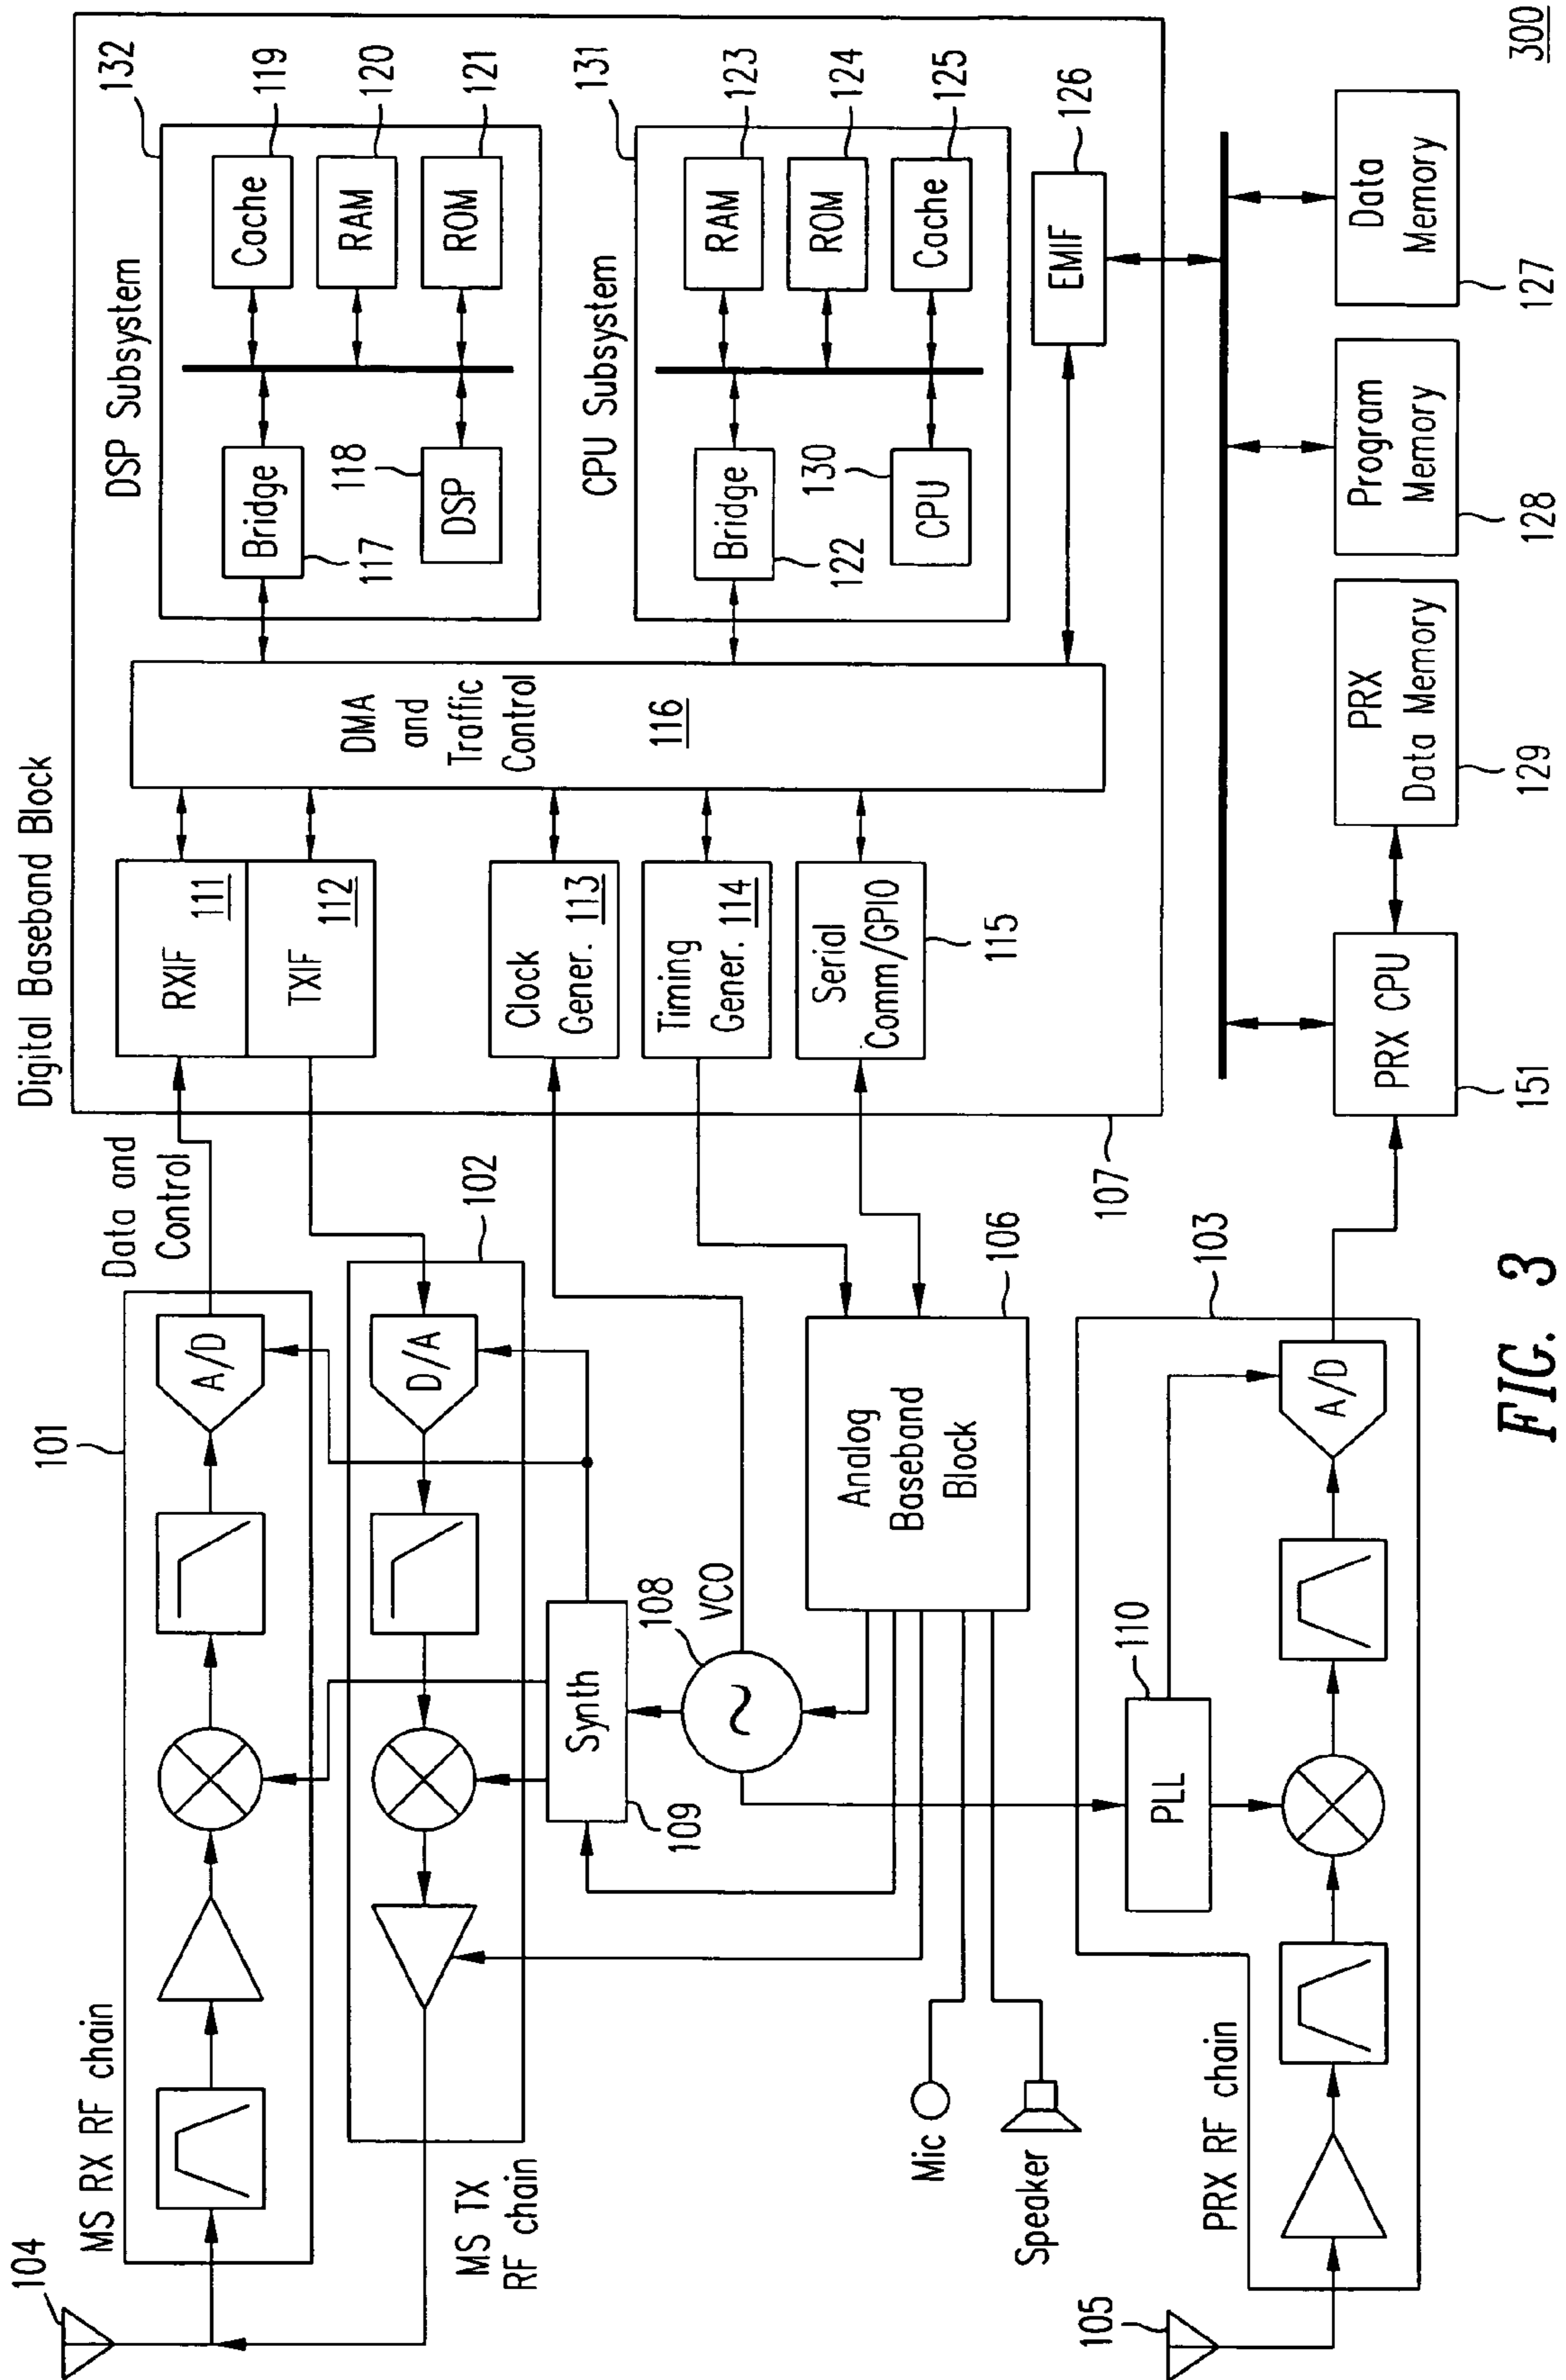 Digital Baseband Block
104
101
MS RX RF chain
A/D
Data and
Control
RXIF 111
TXIF 112
MS TX
RF chain
D/A
102
Clock
Gener. 113
Timing
Gener. 114
Serial
Comm/GPIO
115
DMA
and
Traffic
Control
116
DSP Subsystem
132
Bridge
117
118
DSP
Cache
119
RAM
120
ROM
121
CPU Subsystem
131
Bridge
122
130
CPU
RAM
123
ROM
124
Cache
125
EMIF
126
107
Synth
109
108
VCO
Analog
Baseband
Block
106
Mic
Speaker
105
PRX RF chain
PLL
110
A/D
103
PRX CPU
151
PRX
Data Memory
129
Program
Memory
128
Data
Memory
127
FIG. 3
300